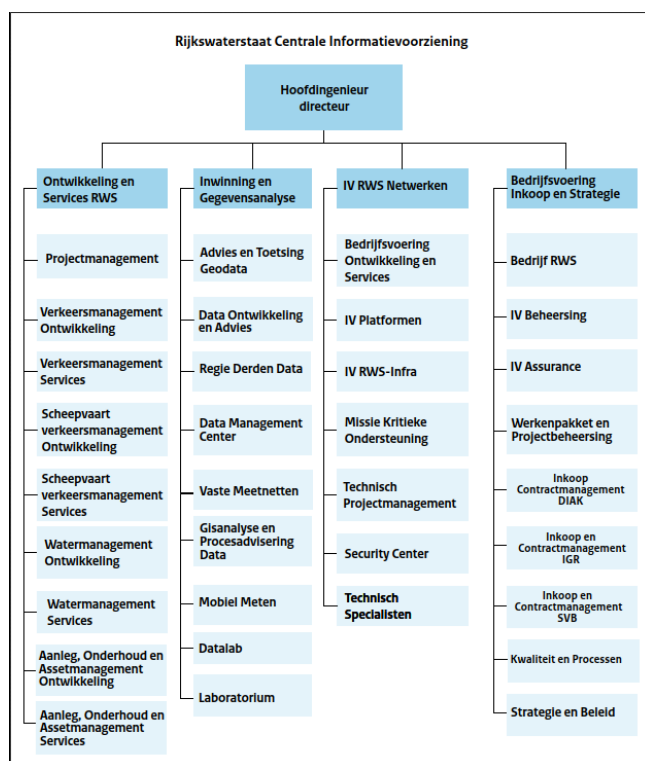 Rijkswaterstaat Centrale Informatievoorziening
Hoofdingenieur
directeur
Ontwikkeling en
Services RWS
Projectmanagement
Verkeersmanagement
Ontwikkeling
Verkeersmanagement
Services
Scheepvaart
verkeersmanagement
Ontwikkeling
Scheepvaart
verkeersmanagement
Services
Watermanagement
Ontwikkeling
Watermanagement
Services
Aanleg, Onderhoud en
Assetmanagement
Ontwikkeling
Aanleg, Onderhoud en
Assetmanagement
Services
Inwinning en
Gegevensanalyse
Advies en Toetsing
Geodata
Data Ontwikkeling
en Advies
Regie Derden Data
Data Management
Center
Vaste Meetnetten
Gisanalyse en
Procesadvisering
Data
Mobiel Meten
Datalab
Laboratorium
IV RWS Netwerken
Bedrijfsvoering
Ontwikkeling en
Services
IV Platformen
IV RWS-Infra
Missie Kritieke
Ondersteuning
Technisch
Projectmanagement
Security Center
Technisch
Specialisten
Bedrijfsvoering
Inkoop en Strategie
Bedrijf RWS
IV Beheersing
IV Assurance
Werkenpakket en
Projectbeheersing
Inkoop
Contractmanagement
DIAK
Inkoop en
Contractmanagement
IGR
Inkoop en
Contractmanagement
SVB
Kwaliteit en Processen
Strategie en Beleid